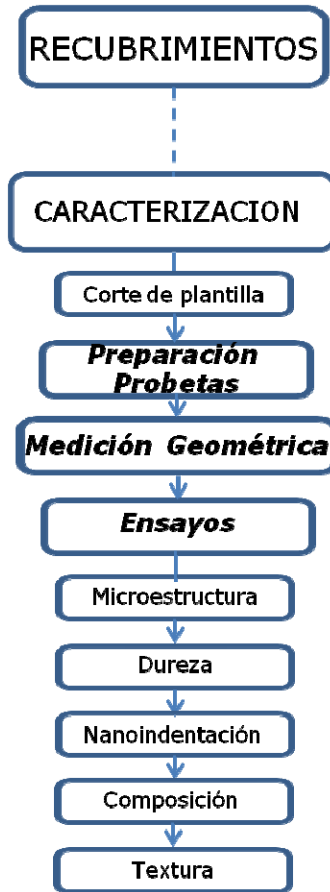 RECUBRIMIENTOS
CARACTERIZACION
Corte de plantilla
Preparación
Probetas
Medición Geométrica
Ensayos
Microestructura
Dureza
Nanoindentación
Composición
Textura